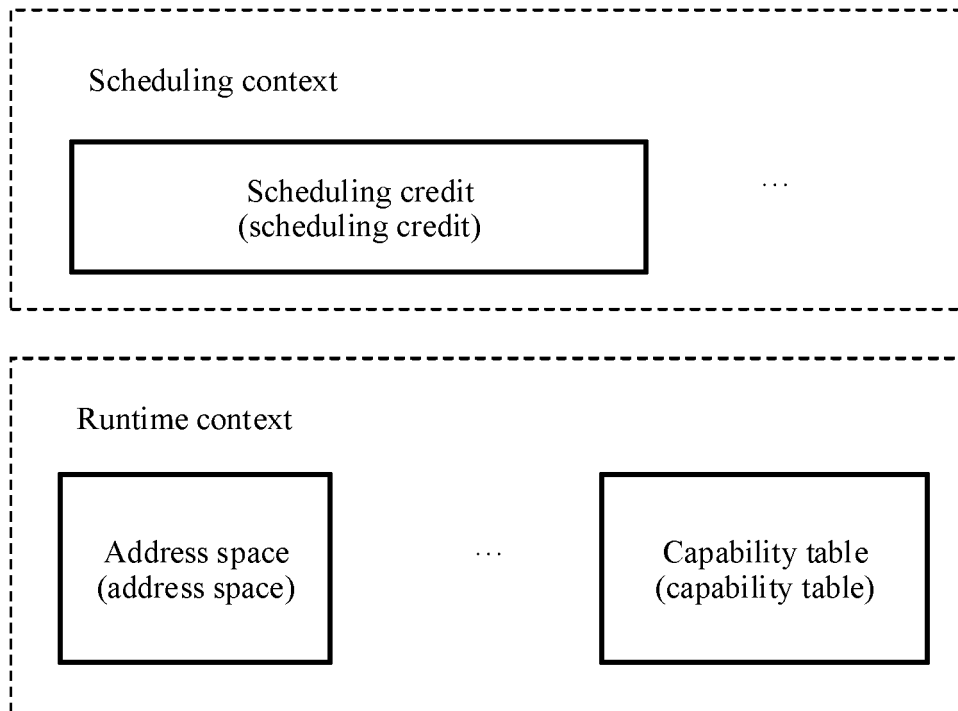 Scheduling context
Scheduling credit
(scheduling credit)
...
Runtime context
Address space
(address space)
...
Capability table
(capability table)